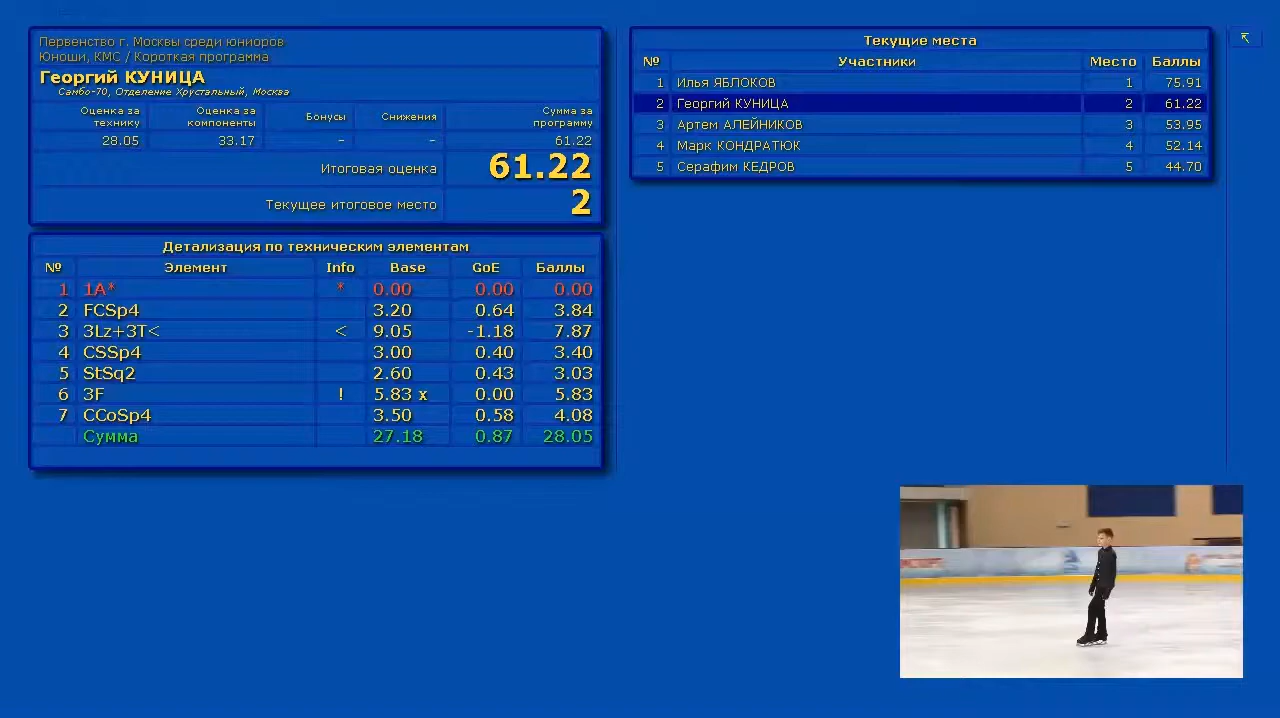 Первенство г. Москвы среди юниоров
Юноши, КМС / Короткая программа
Георгий КУНИЦА
Самбо-70, Отделение Хрустальный, Москва
Оценка за технику Оценка за компоненты Бонусы Снижения Сумма за программу
28.05 33.17 – – 61.22
Итоговая оценка 61.22
Текущее итоговое место 2
Детализация по техническим элементам
№ Элемент Info Base GoE Баллы
1 1A* * 0.00 0.00 0.00
2 FCSp4 3.20 0.64 3.84
3 3Lz+3T< < 9.05 -1.18 7.87
4 CSSp4 3.00 0.40 3.40
5 StSq2 2.60 0.43 3.03
6 3F ! 5.83 x 0.00 5.83
7 CCoSp4 3.50 0.58 4.08
Сумма 27.18 0.87 28.05
Текущие места
№ Участники Место Баллы
1 Илья ЯБЛОКОВ 1 75.91
2 Георгий КУНИЦА 2 61.22
3 Артем АЛЕЙНИКОВ 3 53.95
4 Марк КОНДРАТЮК 4 52.14
5 Серафим КЕДРОВ 5 44.70